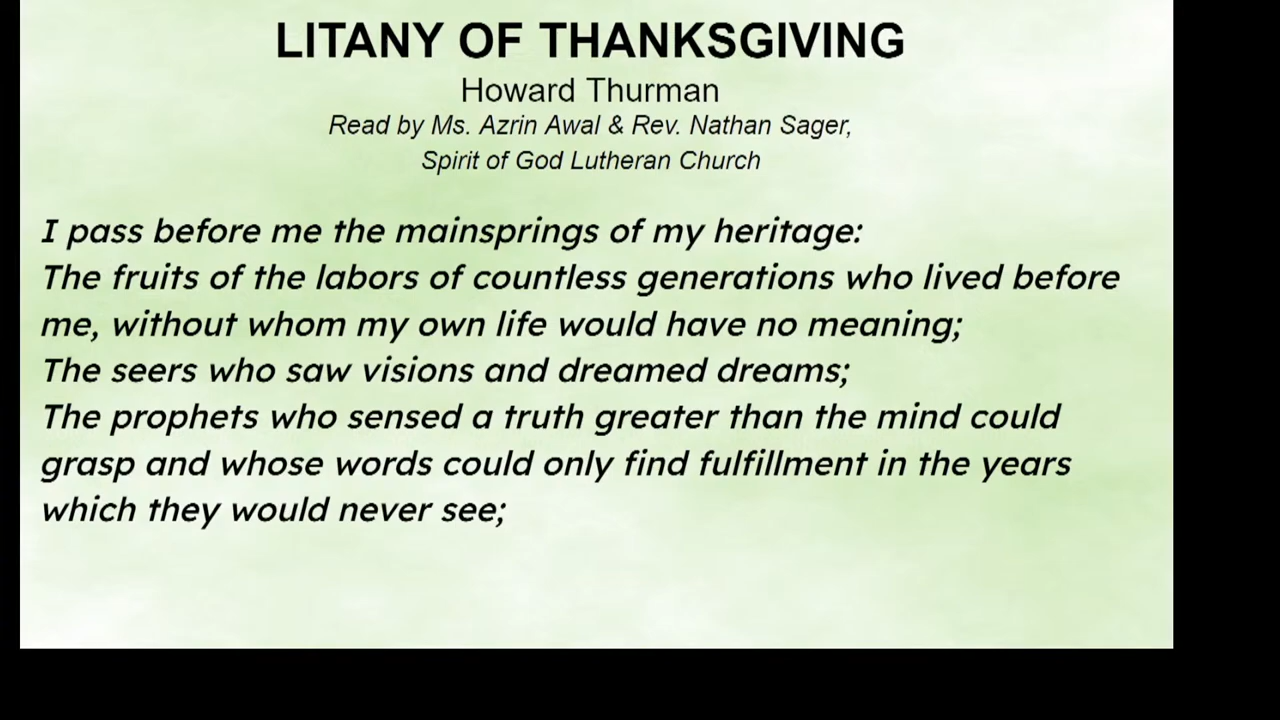 LITANY OF THANKSGIVING
Howard Thurman
Read by Ms. Azrin Awal & Rev. Nathan Sager,
Spirit of God Lutheran Church
I pass before me the mainsprings of my heritage:
The fruits of the labors of countless generations who lived before
me, without whom my own life would have no meaning;
The seers who saw visions and dreamed dreams;
The prophets who sensed a truth greater than the mind could
grasp and whose words could only find fulfillment in the years
which they would never see;